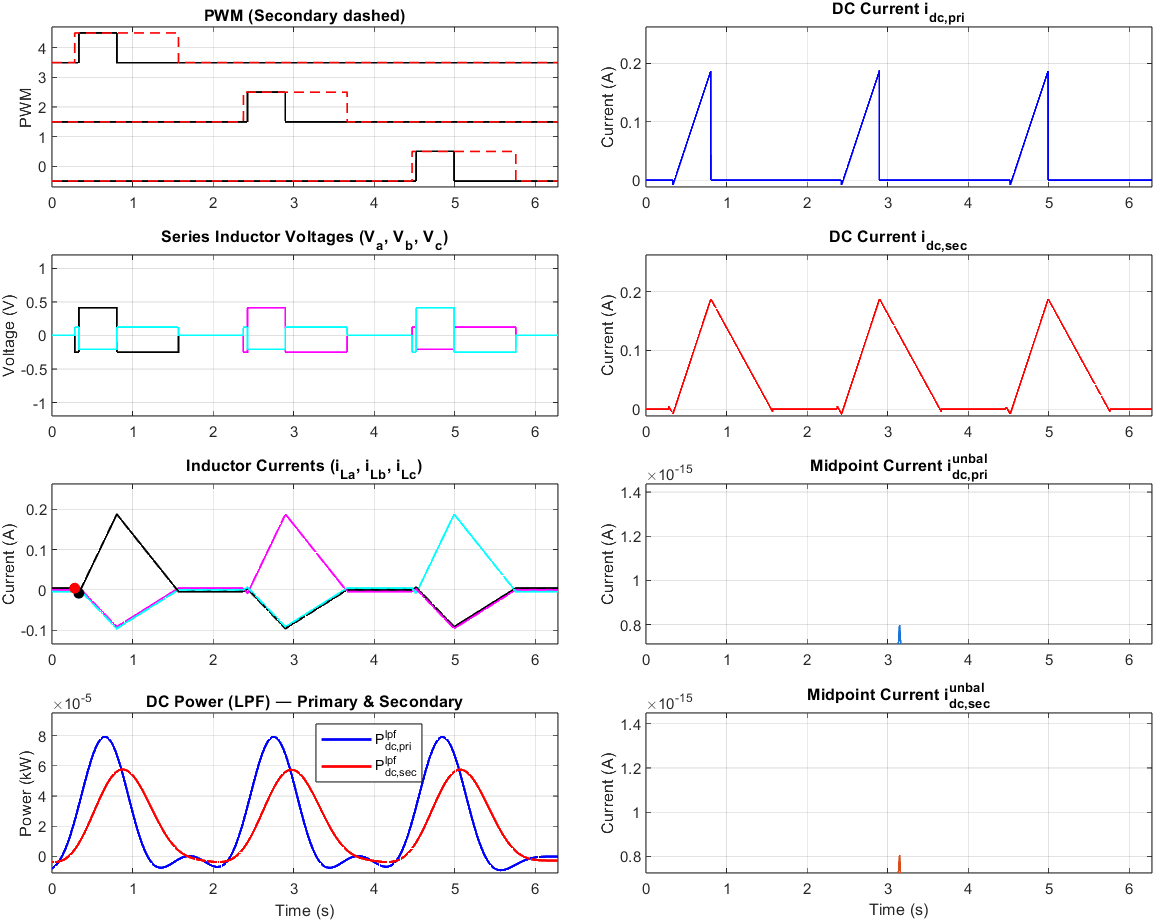 PWM (Secondary dashed)
PWM
4
3
2
1
0
0 1 2 3 4 5 6
DC Current i_dc,pri
Current (A)
0.2
0.1
0
0 1 2 3 4 5 6
Series Inductor Voltages (V_a, V_b, V_c)
Voltage (V)
1
0.5
0
-0.5
-1
0 1 2 3 4 5 6
DC Current i_dc,sec
Current (A)
0.2
0.1
0
0 1 2 3 4 5 6
Inductor Currents (i_La, i_Lb, i_Lc)
Current (A)
0.2
0.1
0
-0.1
0 1 2 3 4 5 6
Midpoint Current i_dc,pri^unbal
×10^-15
Current (A)
1.4
1.2
1
0.8
0 1 2 3 4 5 6
DC Power (LPF) — Primary & Secondary
×10^-5
Power (kW)
8
6
4
2
0
P_dc,pri^lpf
P_dc,sec^lpf
0 1 2 3 4 5 6
Time (s)
Midpoint Current i_dc,sec^unbal
×10^-15
Current (A)
1.4
1.2
1
0.8
0 1 2 3 4 5 6
Time (s)